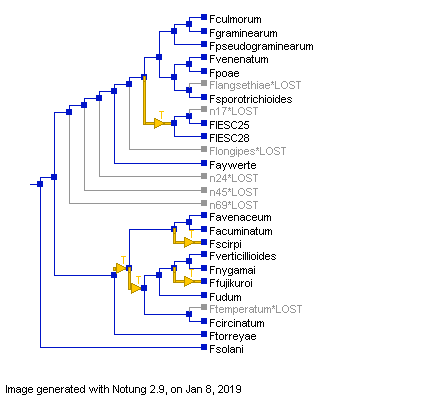 Fculmorum
Fgraminearum
Fpseudograminearum
Fvenenatum
Fpoae
Flangsethiae*LOST
Fsporotrichioides
n17*LOST
T
FIESC25
FIESC28
Flongipes*LOST
Faywerte
n24*LOST
n45*LOST
n69*LOST
Favenaceum
Facuminatum
T
Fscirpi
Fverticillioides
T
Fnygamai
T
T
Ffujikuroi
Fudum
Ftemperatum*LOST
Fcircinatum
Ftorreyae
Fsolani
Image generated with Notung 2.9, on Jan 8, 2019